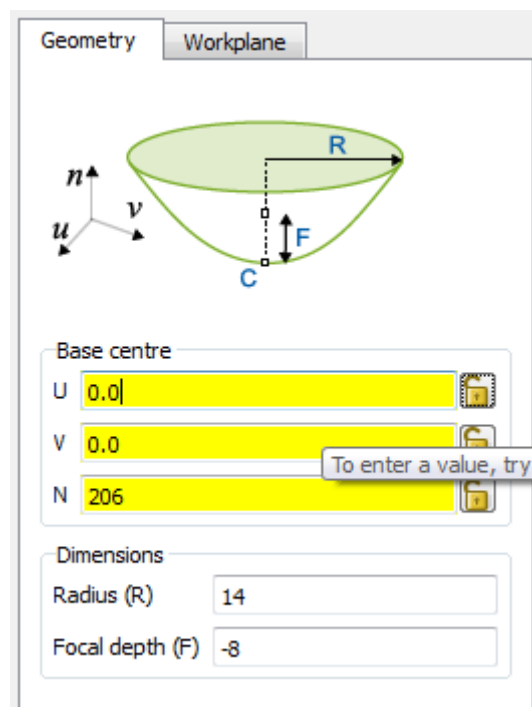 Geometry Workplane
R
n
v
u
F
C
Base centre
U 0.0
V 0.0
To enter a value, try
N 206
Dimensions
Radius (R) 14
Focal depth (F) -8